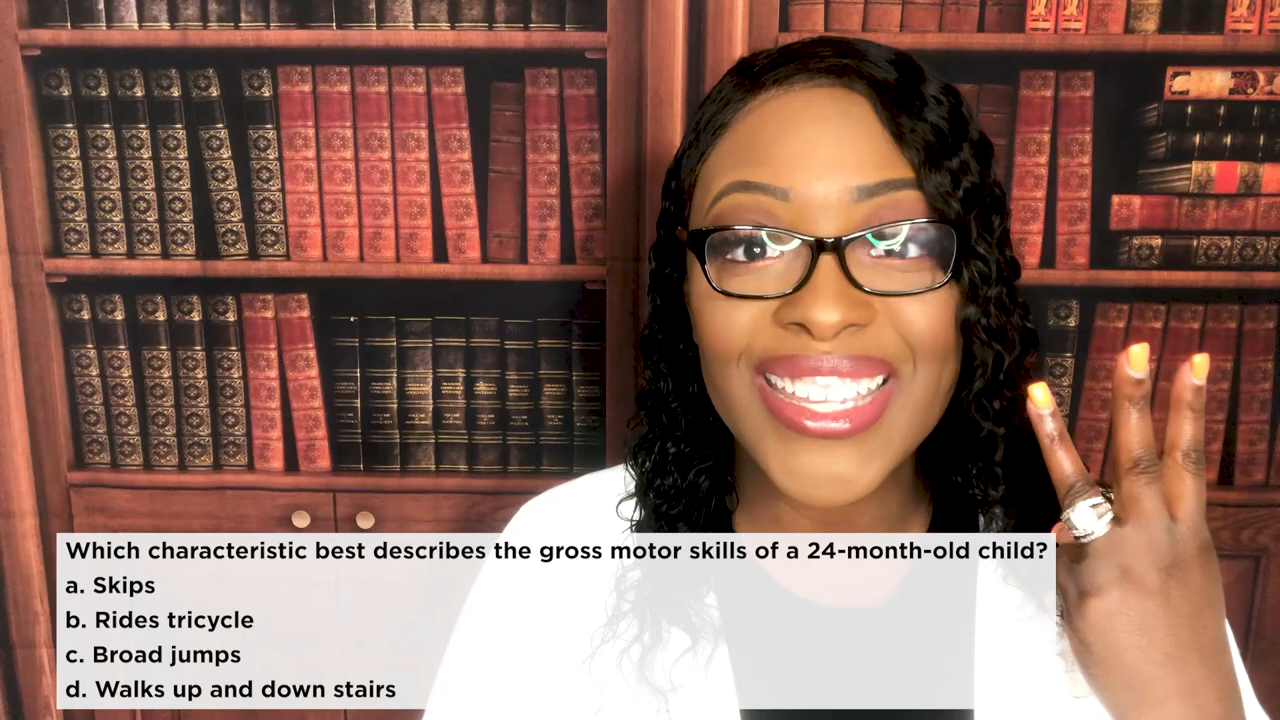 Which characteristic best describes the gross motor skills of a 24-month-old child?
a. Skips
b. Rides tricycle
c. Broad jumps
d. Walks up and down stairs